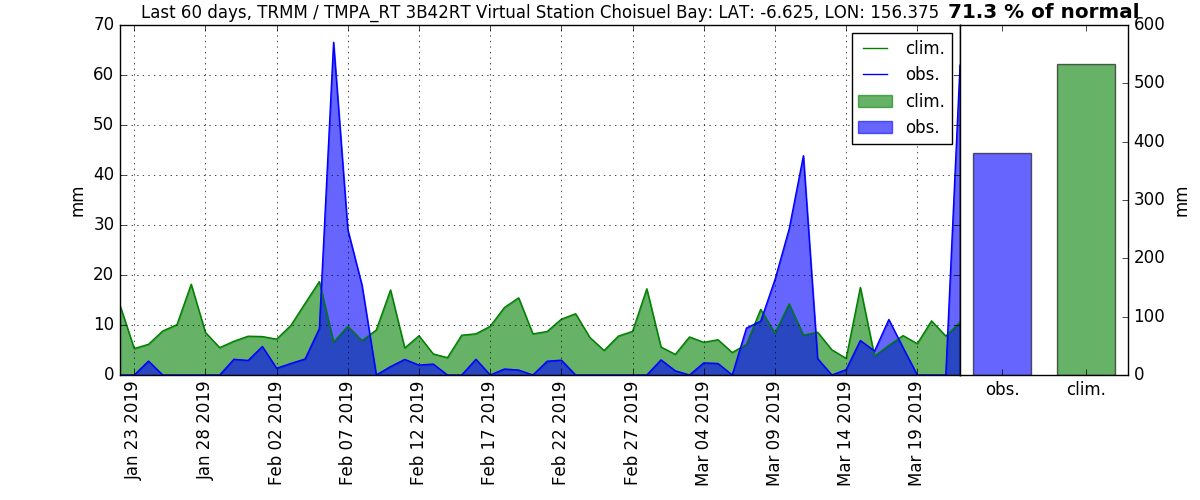 Last 60 days, TRMM / TMPA_RT 3B42RT Virtual Station Choisuel Bay: LAT: -6.625, LON: 156.375 71.3 % of normal
70
60
50
40
30
20
10
0
mm
clim.
obs.
clim.
obs.
Jan 23 2019
Jan 28 2019
Feb 02 2019
Feb 07 2019
Feb 12 2019
Feb 17 2019
Feb 22 2019
Feb 27 2019
Mar 04 2019
Mar 09 2019
Mar 14 2019
Mar 19 2019
600
500
400
300
200
100
0
mm
obs.
clim.